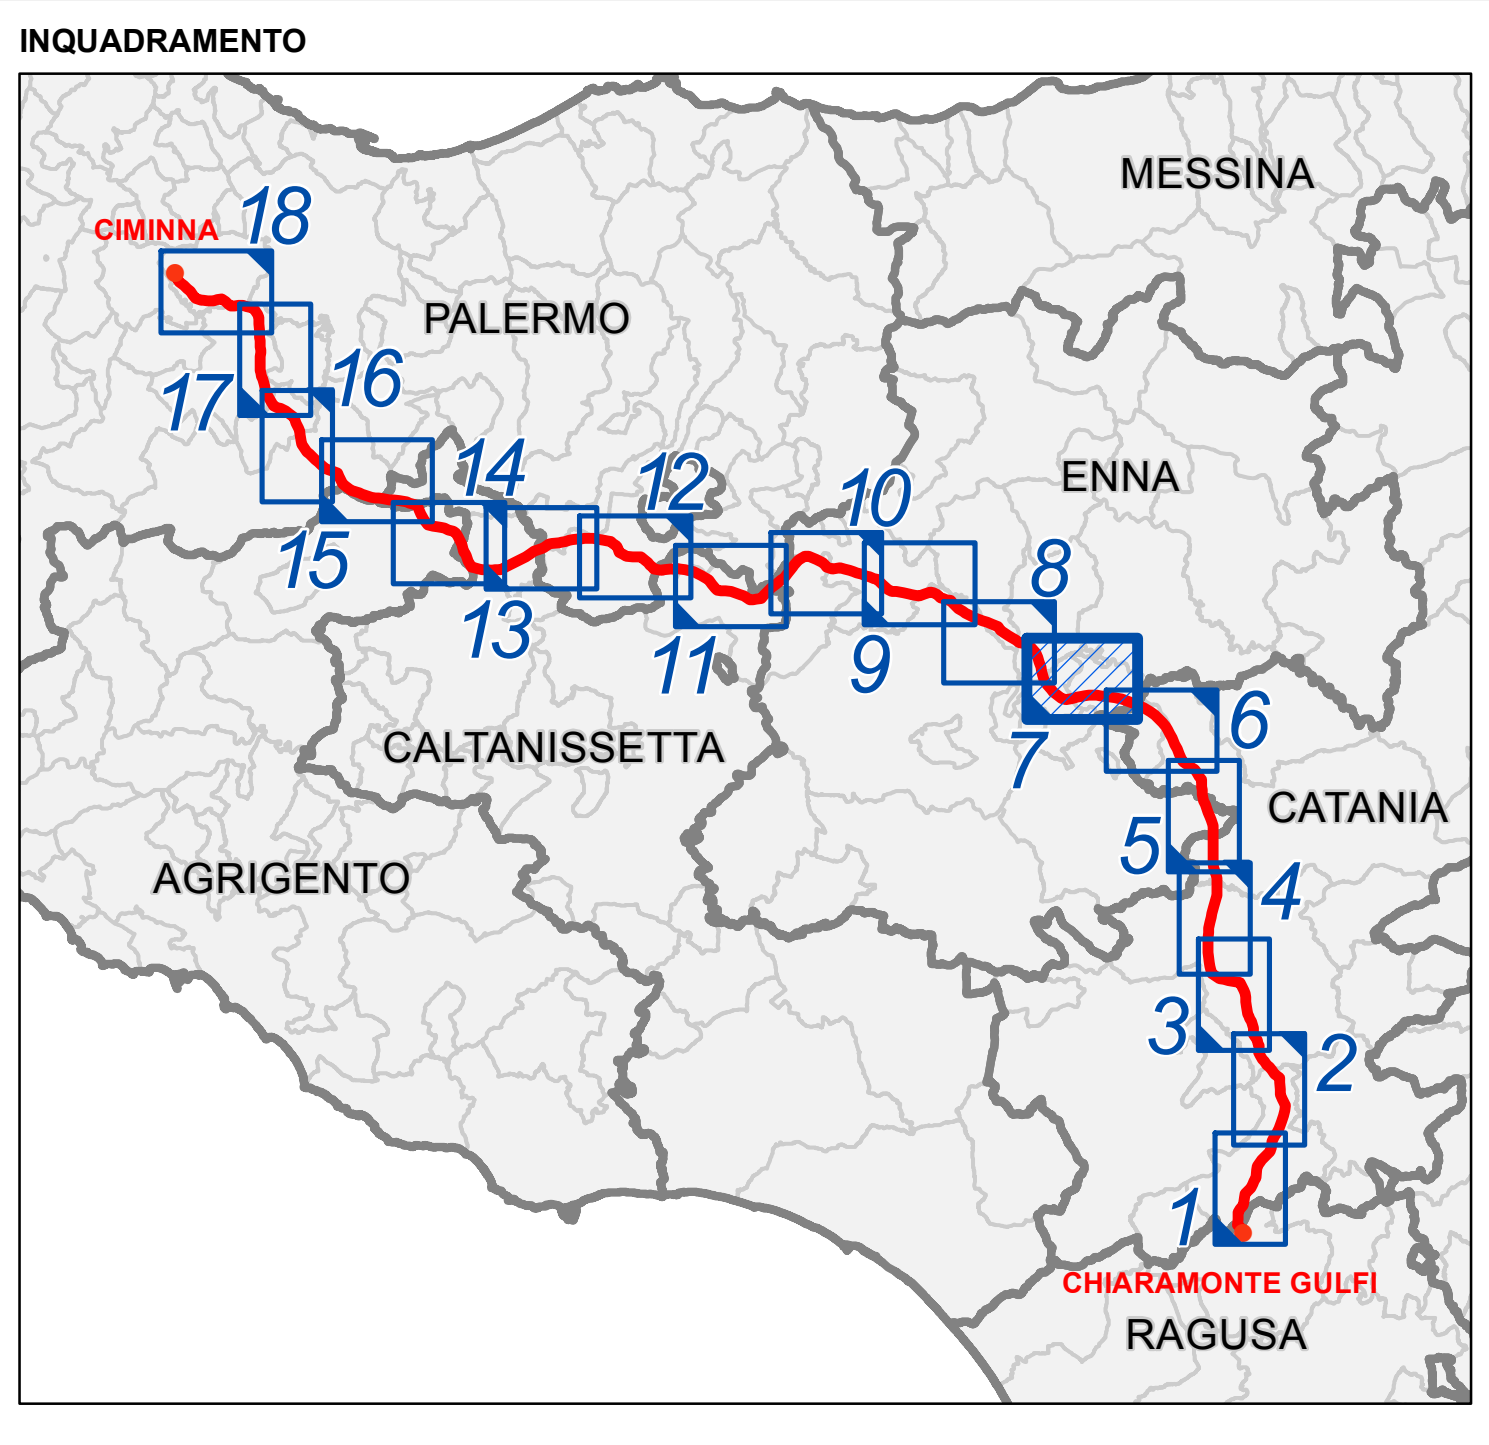 INQUADRAMENTO
MESSINA
18
CIMINNA
PALERMO
16
17
14
12
10
ENNA
15
8
13
11
9
6
CALTANISSETTA
7
CATANIA
5
AGRIGENTO
4
3
2
1
CHIARAMONTE GULFI
RAGUSA